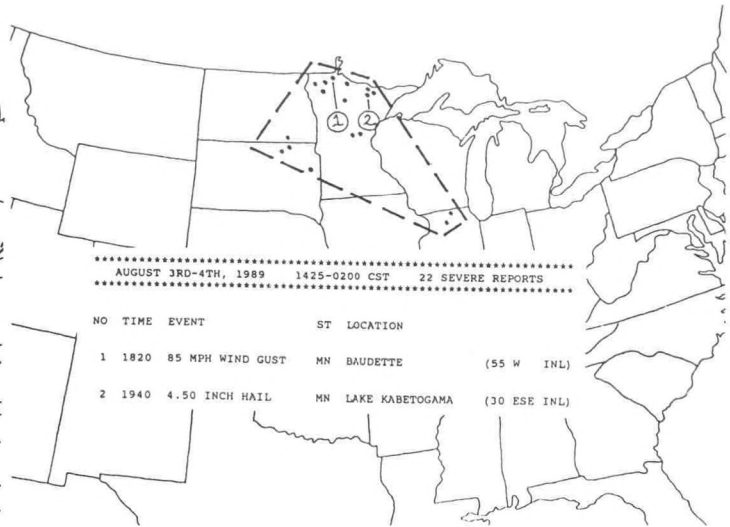 1
2
****************************************************************
AUGUST 3RD-4TH, 1989 1425-0200 CST 22 SEVERE REPORTS
****************************************************************
NO TIME EVENT ST LOCATION
1 1820 85 MPH WIND GUST MN BAUDETTE (55 W INL)
2 1940 4.50 INCH HAIL MN LAKE KABETOGAMA (30 ESE INL)